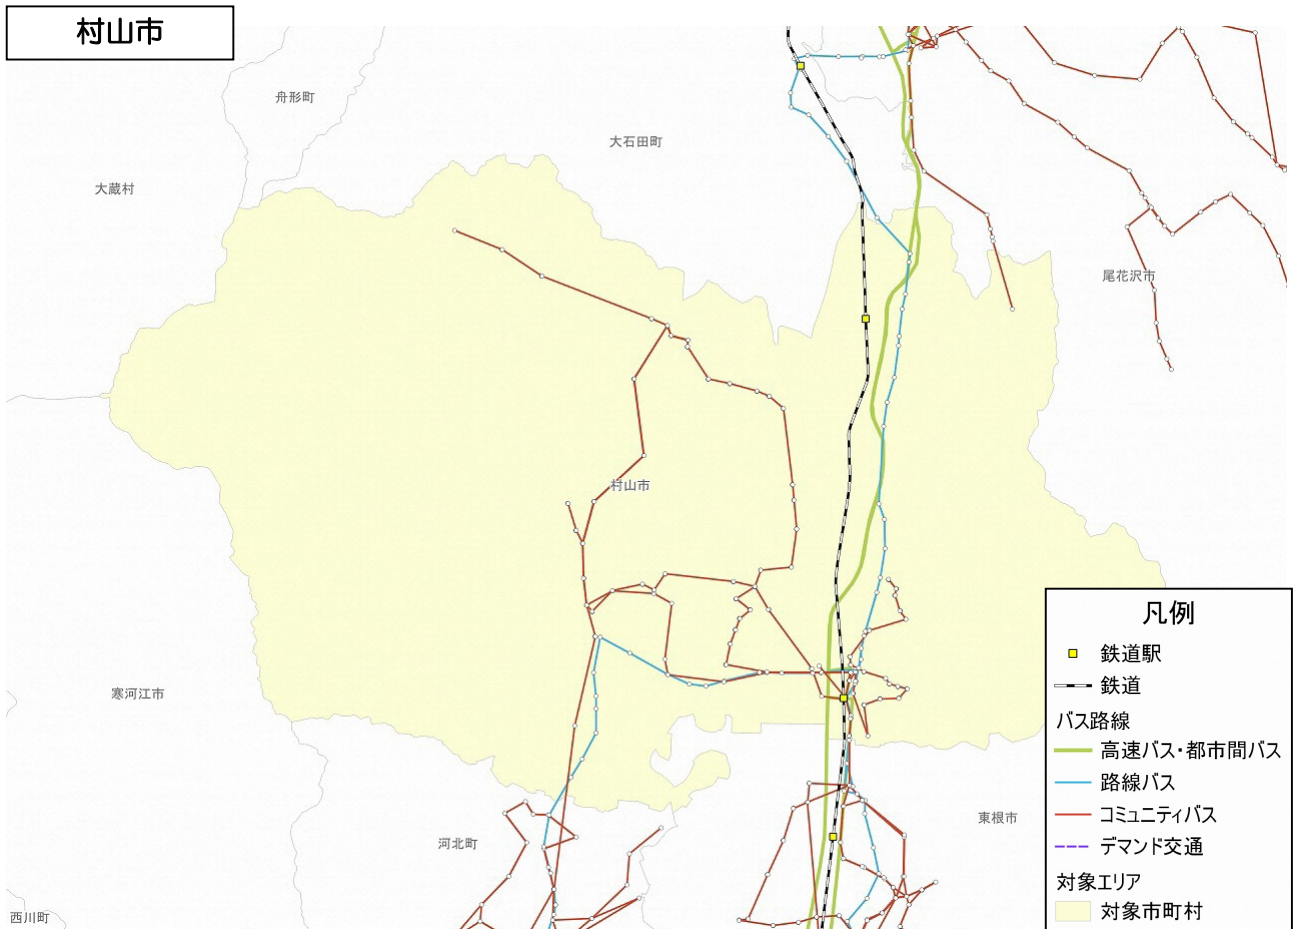 村山市
舟形町
大石田町
大蔵村
尾花沢市
村山市
寒河江市
東根市
河北町
西川町
凡例
鉄道駅
鉄道
バス路線
高速バス・都市間バス
路線バス
コミュニティバス
デマンド交通
対象エリア
対象市町村